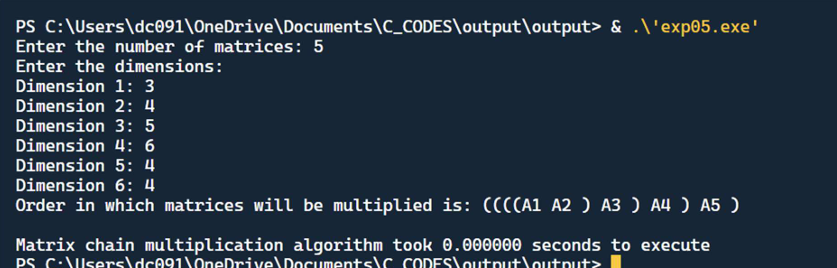 PS C:\Users\dc091\OneDrive\Documents\C_CODES\output\output> & .\'exp05.exe'
Enter the number of matrices: 5
Enter the dimensions:
Dimension 1: 3
Dimension 2: 4
Dimension 3: 5
Dimension 4: 6
Dimension 5: 4
Dimension 6: 4
Order in which matrices will be multiplied is: ((((A1 A2 ) A3 ) A4 ) A5 )
Matrix chain multiplication algorithm took 0.000000 seconds to execute
PS C:\Users\dc091\OneDrive\Documents\C_CODES\output\output>